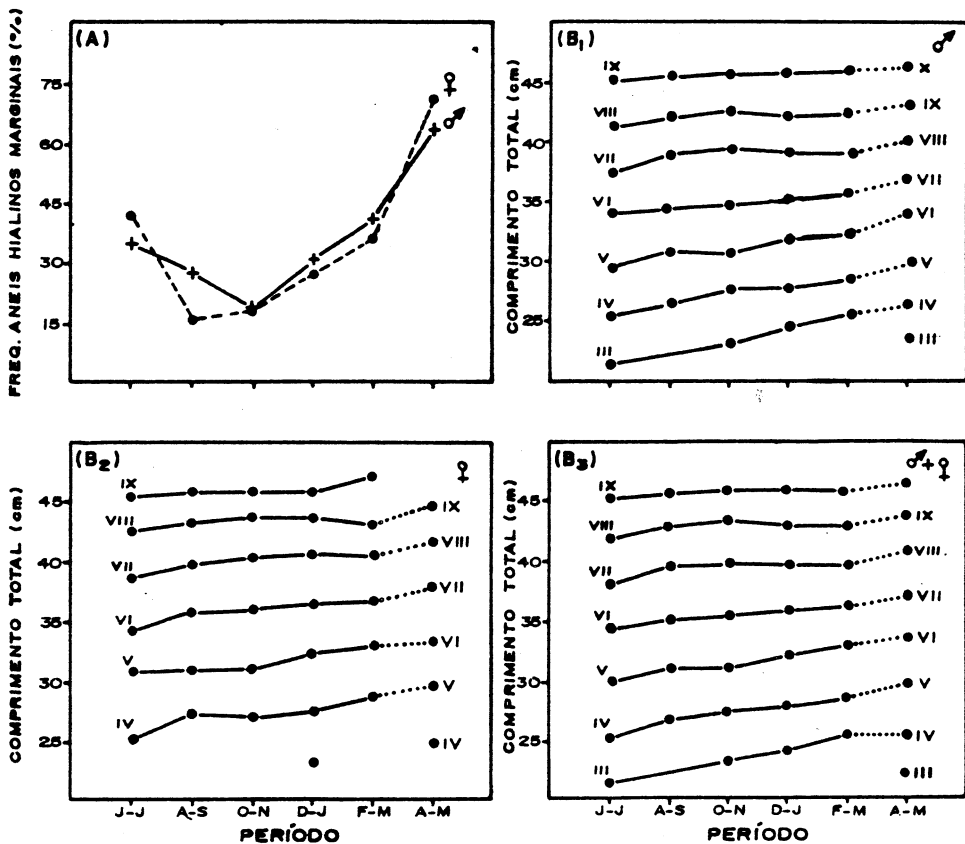 (A)
FREQ. ANEIS HIALINOS MARGINAIS (%)
75
60
45
30
15
♀
♂
(B1)
♂
COMPRIMENTO TOTAL (cm)
45
40
35
30
25
IX
VIII
VII
VI
V
IV
III
X
IX
VIII
VII
VI
V
IV
III
(B2)
♀
COMPRIMENTO TOTAL (cm)
45
40
35
30
25
IX
VIII
VII
VI
V
IV
IX
VIII
VII
VI
V
IV
J-J A-S O-N D-J F-M A-M
PERÍODO
(B3)
♂+♀
COMPRIMENTO TOTAL (cm)
45
40
35
30
25
IX
VIII
VII
VI
V
IV
III
IX
VIII
VII
VI
V
IV
III
J-J A-S O-N D-J F-M A-M
PERÍODO